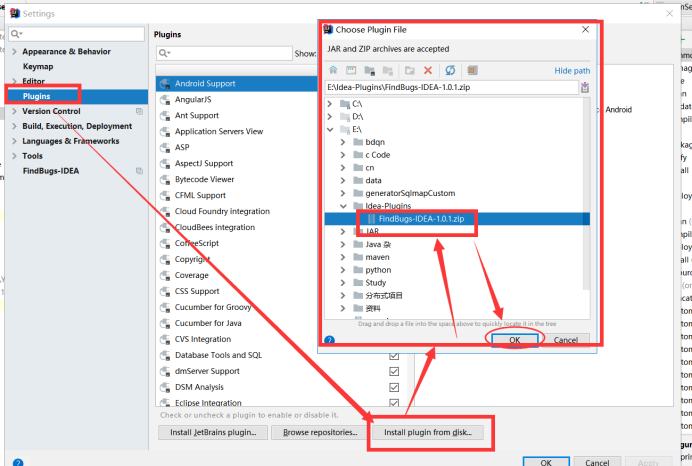 Settings
Appearance & Behavior
Keymap
Editor
Plugins
Version Control
Build, Execution, Deployment
Languages & Frameworks
Tools
FindBugs-IDEA
Plugins
Show:
Android Support
AngularJS
Ant Support
Application Servers View
ASP
AspectJ Support
Bytecode Viewer
CFML Support
Cloud Foundry integration
CloudBees integration
CoffeeScript
Copyright
Coverage
CSS Support
Cucumber for Groovy
Cucumber for Java
CVS Integration
Database Tools and SQL
dmServer Support
DSM Analysis
Eclipse Integration
Check or uncheck a plugin to enable or disable it.
Install JetBrains plugin...
Browse repositories...
Install plugin from disk...
Choose Plugin File
JAR and ZIP archives are accepted
Hide path
E:\Idea-Plugins\FindBugs-IDEA-1.0.1.zip
C:\
D:\
E:\
bdqn
c Code
cn
data
generatorSqlmapCustom
Idea-Plugins
FindBugs-IDEA-1.0.1.zip
JAR
Java 杂
maven
python
Study
分布式项目
资料
Drag and drop a file into the space above to quickly locate it in the tree
OK
Cancel
Android
OK
Cancel
Apply